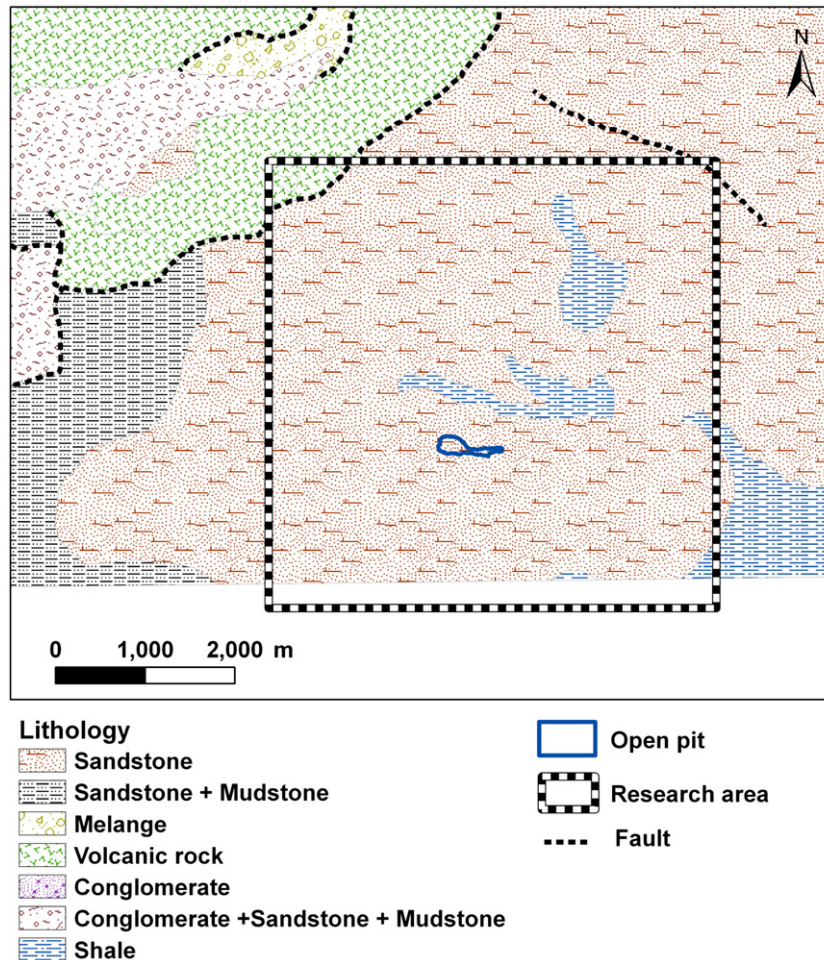 N
0 1,000 2,000 m
Lithology
Sandstone
Sandstone + Mudstone
Melange
Volcanic rock
Conglomerate
Conglomerate +Sandstone + Mudstone
Shale
Open pit
Research area
Fault